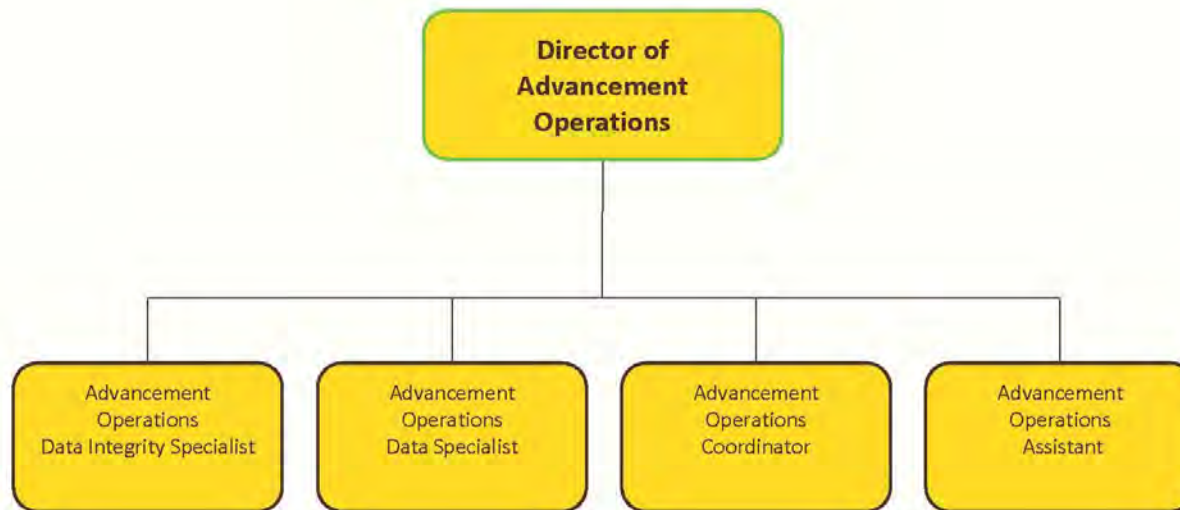 Director of
Advancement
Operations
Advancement
Operations
Data Integrity Specialist
Advancement
Operations
Data Specialist
Advancement
Operations
Coordinator
Advancement
Operations
Assistant